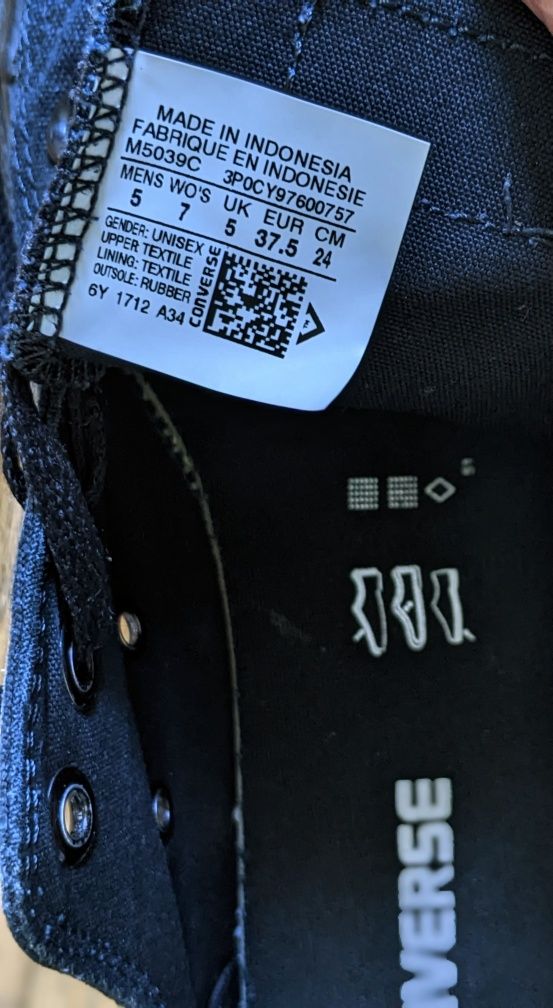 MADE IN INDONESIA
FABRIQUE EN INDONESIE
M5039C 3P0CY97600757
MENS WO'S UK EUR CM
5 7 5 37.5 24
GENDER: UNISEX
UPPER TEXTILE
LINING: TEXTILE
OUTSOLE: RUBBER
6Y 1712 A34
CONVERSE
VERSE